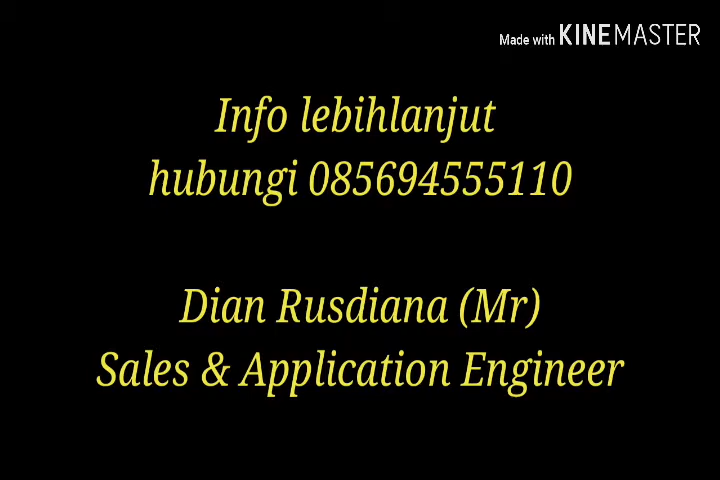 Made with KINEMASTER
Info lebihlanjut
hubungi 085694555110
Dian Rusdiana (Mr)
Sales & Application Engineer